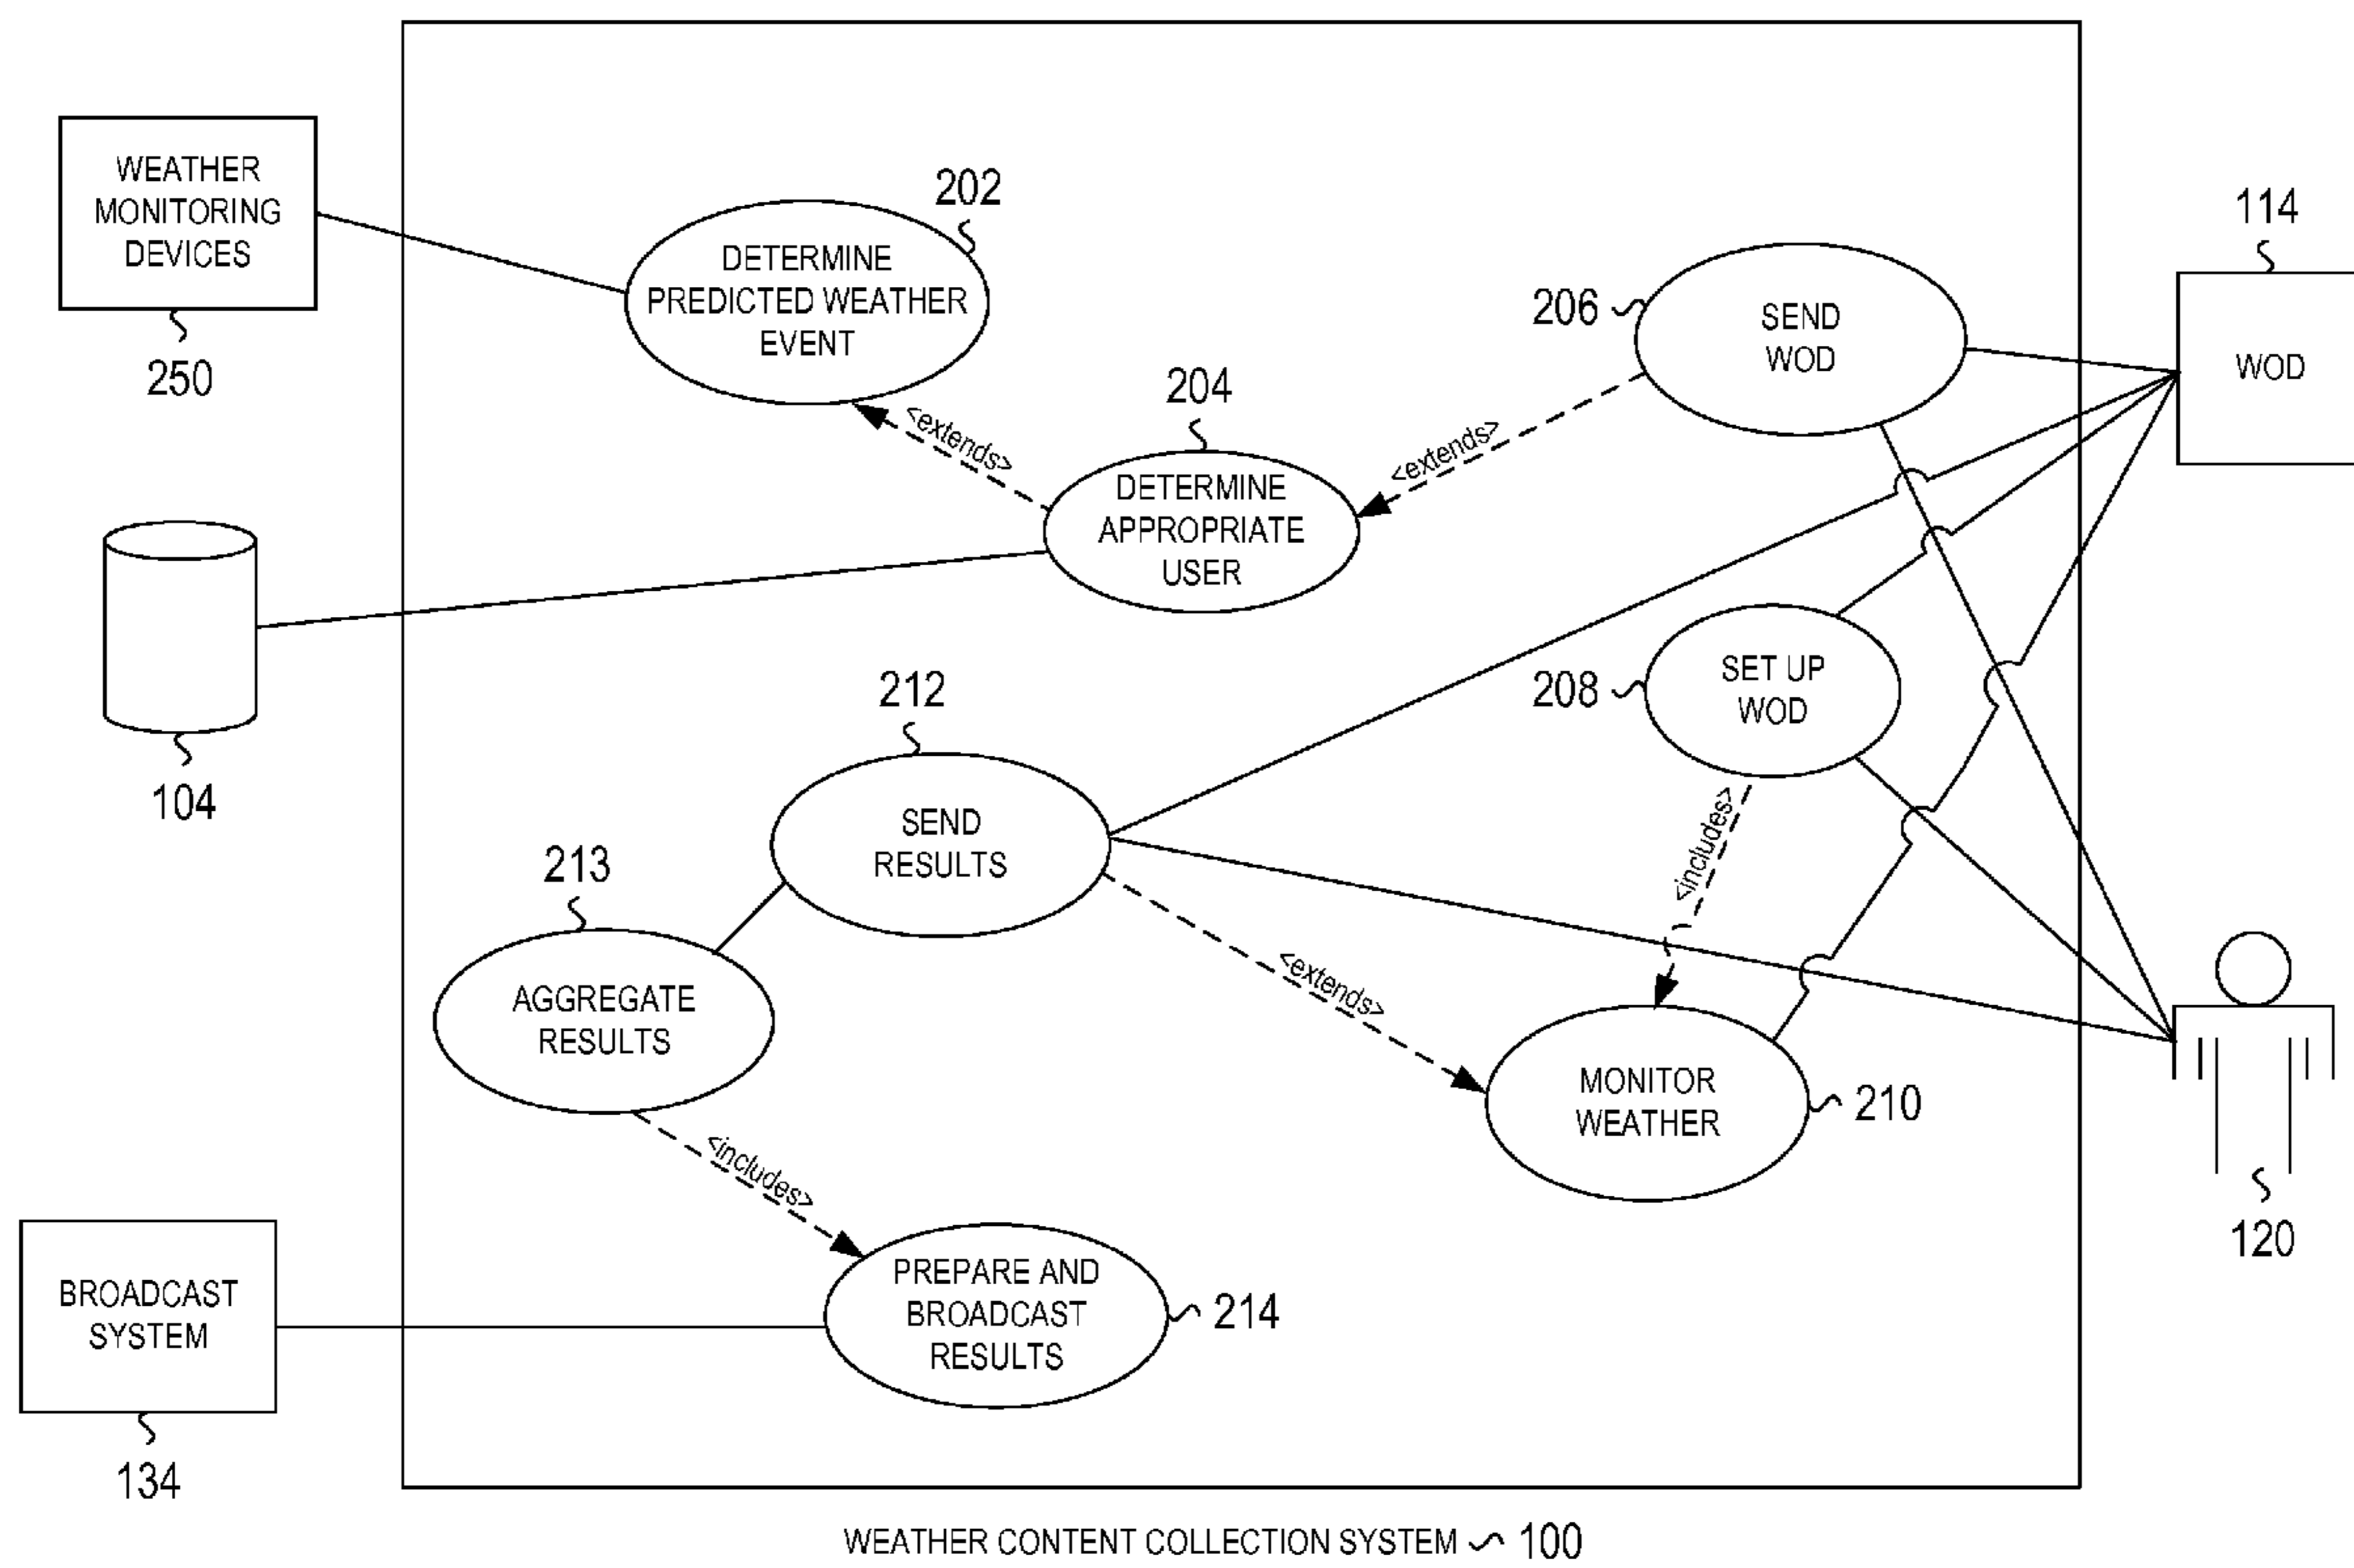 WEATHER
MONITORING
DEVICES
250
202
DETERMINE
PREDICTED WEATHER
EVENT
<extends>
204
DETERMINE
APPROPRIATE
USER
<extends>
206
SEND
WOD
114
WOD
104
212
SEND
RESULTS
208
SET UP
WOD
<includes>
213
AGGREGATE
RESULTS
<extends>
MONITOR
WEATHER
210
120
<includes>
BROADCAST
SYSTEM
134
PREPARE AND
BROADCAST
RESULTS
214
WEATHER CONTENT COLLECTION SYSTEM 100